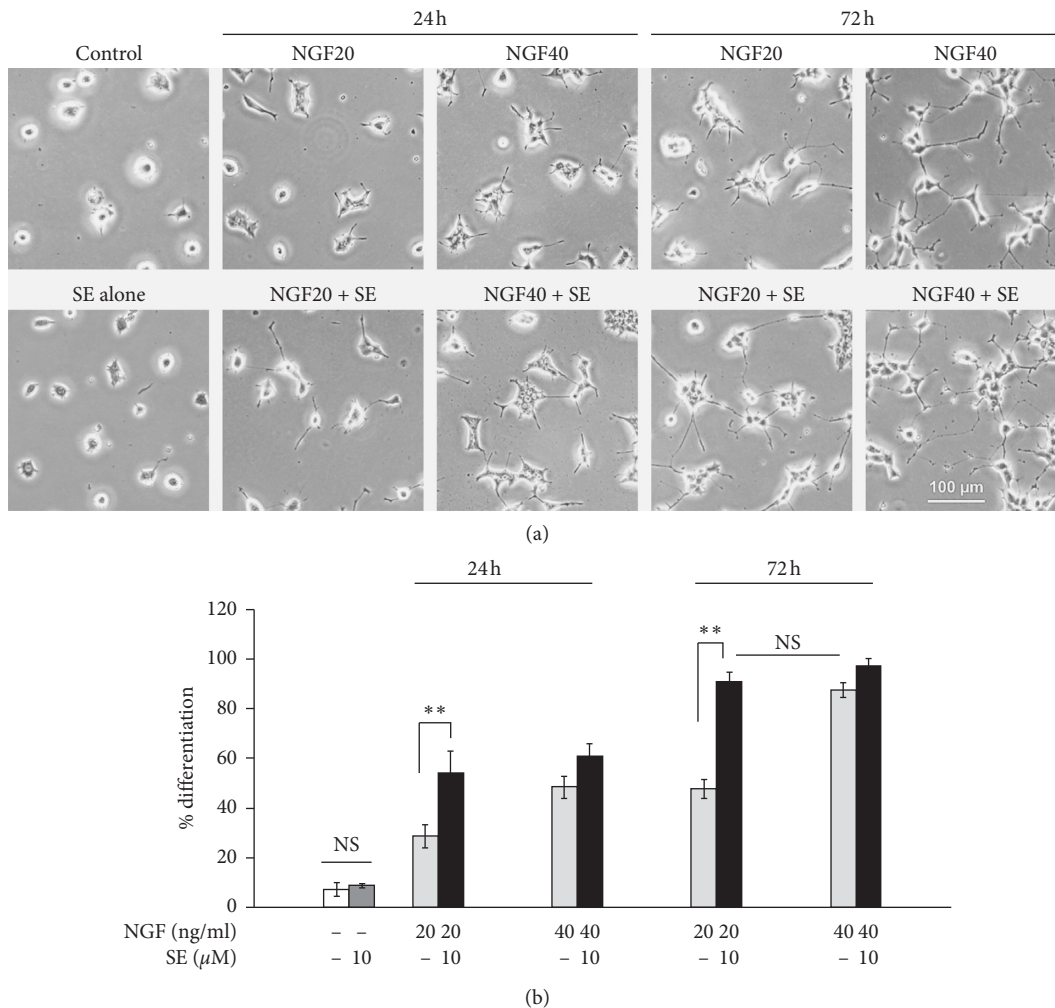 24 h 72 h
Control NGF20 NGF40 NGF20 NGF40
SE alone NGF20 + SE NGF40 + SE NGF20 + SE NGF40 + SE
100 μm
(a)
24 h 72 h
120
100
80
60
40
20
0
% differentiation
NS
**
**
NS
NGF (ng/ml) – – 20 20 40 40 20 20 40 40
SE (μM) – 10 – 10 – 10 – 10 – 10
(b)